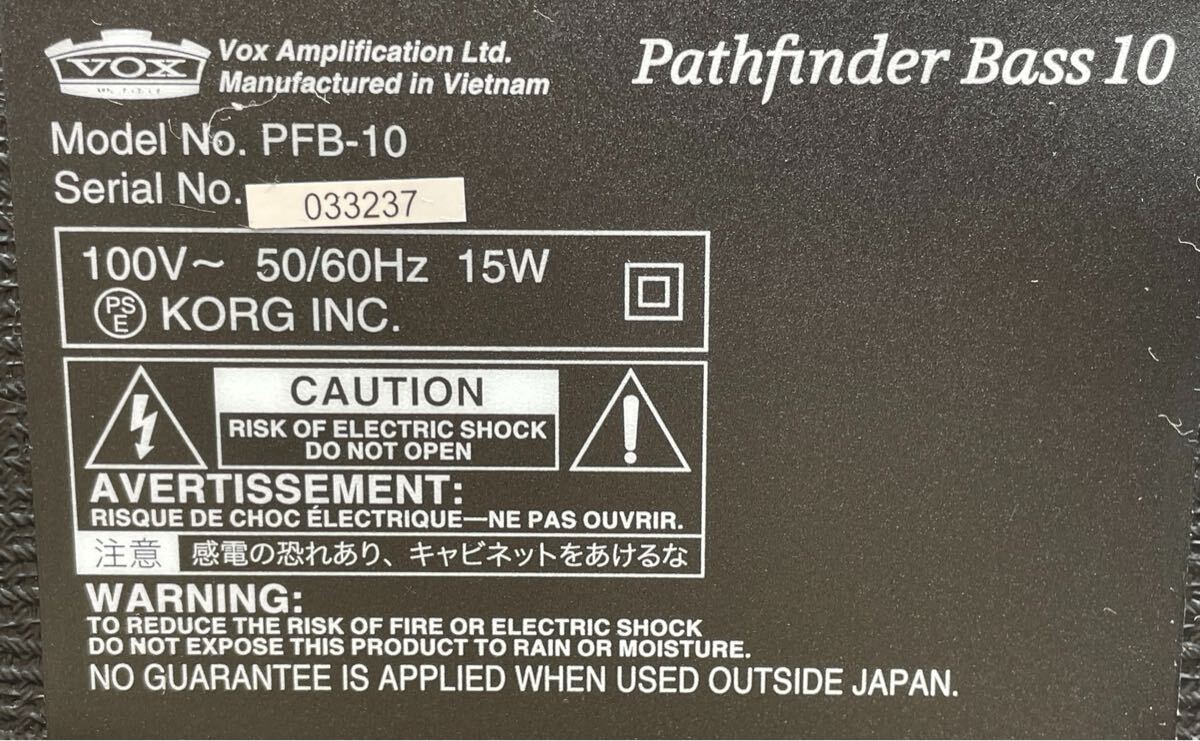 VOX
Vox Amplification Ltd.
Manufactured in Vietnam
Pathfinder Bass 10
Model No. PFB-10
Serial No. 033237
100V~ 50/60Hz 15W
PSE KORG INC.
CAUTION
RISK OF ELECTRIC SHOCK
DO NOT OPEN
AVERTISSEMENT:
RISQUE DE CHOC ÉLECTRIQUE—NE PAS OUVRIR.
注意 感電の恐れあり、キャビネットをあけるな
WARNING:
TO REDUCE THE RISK OF FIRE OR ELECTRIC SHOCK
DO NOT EXPOSE THIS PRODUCT TO RAIN OR MOISTURE.
NO GUARANTEE IS APPLIED WHEN USED OUTSIDE JAPAN.